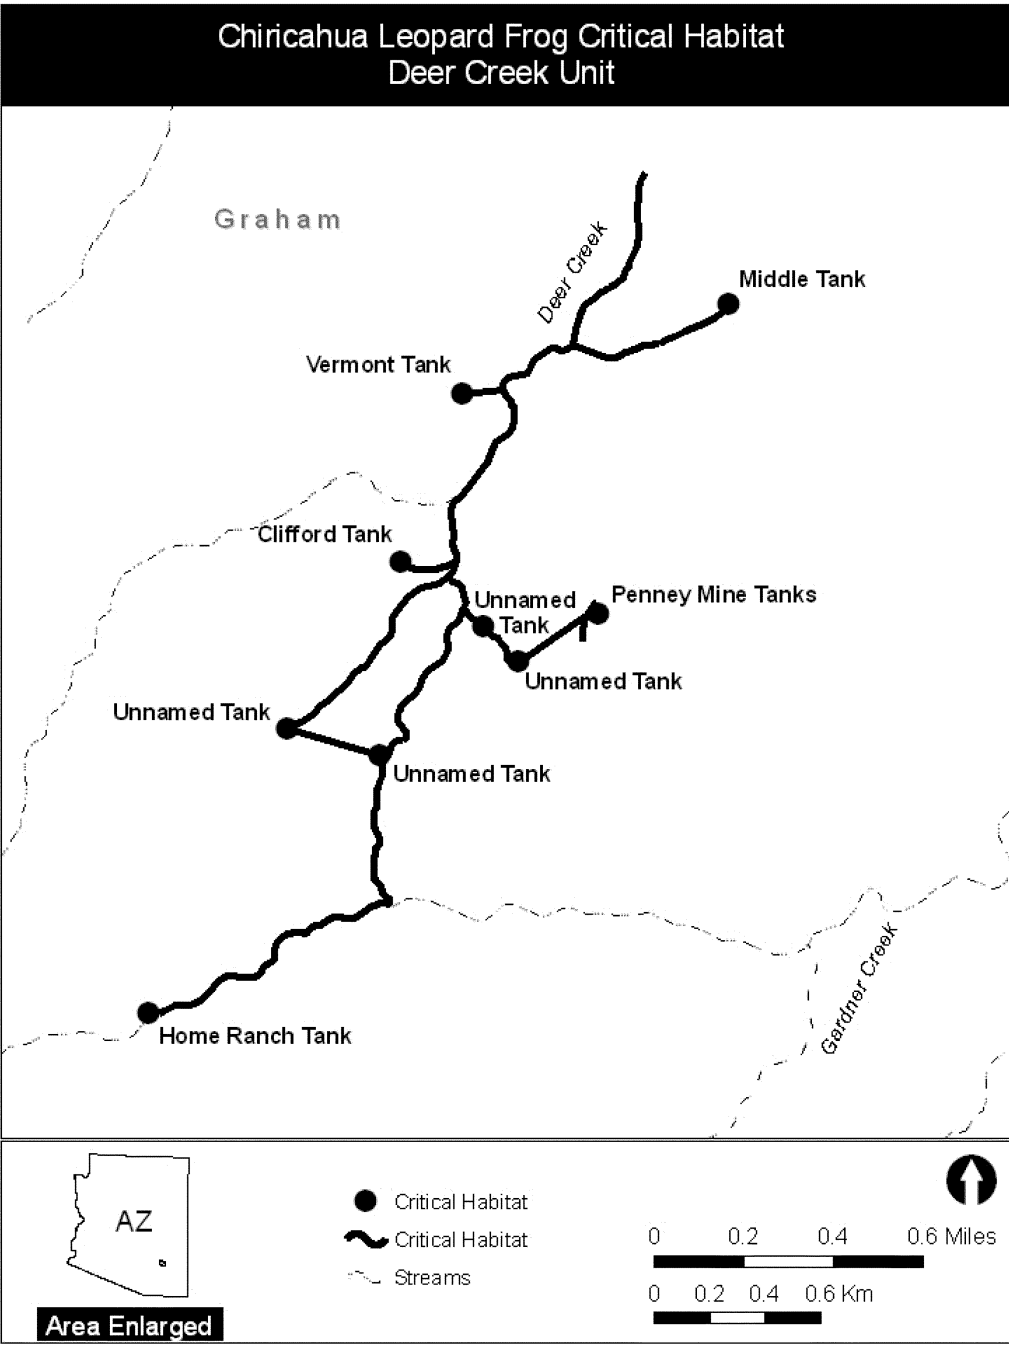 Chiricahua Leopard Frog Critical Habitat
Deer Creek Unit
Graham
Deer Creek
Middle Tank
Vermont Tank
Clifford Tank
Unnamed
Tank
Penney Mine Tanks
Unnamed Tank
Unnamed Tank
Unnamed Tank
Gardner Creek
Home Ranch Tank
AZ
Area Enlarged
Critical Habitat
Critical Habitat
Streams
0 0.2 0.4 0.6 Miles
0 0.2 0.4 0.6 Km